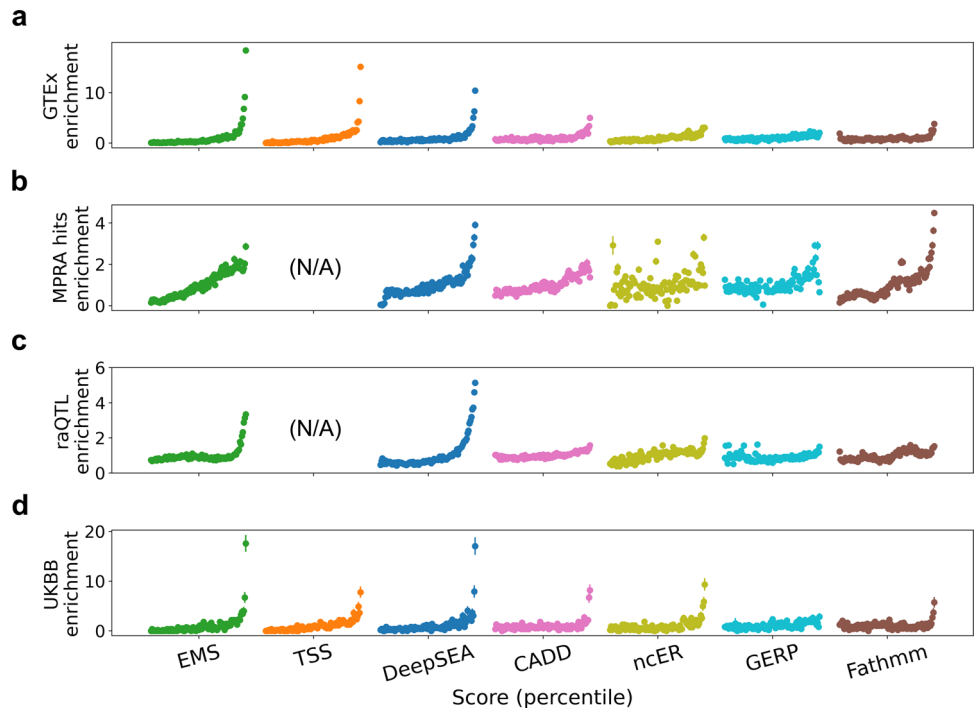 a
GTEx
enrichment
10
0
b
MPRA hits
enrichment
4
2
0
(N/A)
c
raQTL
enrichment
6
4
2
0
(N/A)
d
UKBB
enrichment
20
10
0
EMS
TSS
DeepSEA
CADD
ncER
GERP
Fathmm
Score (percentile)